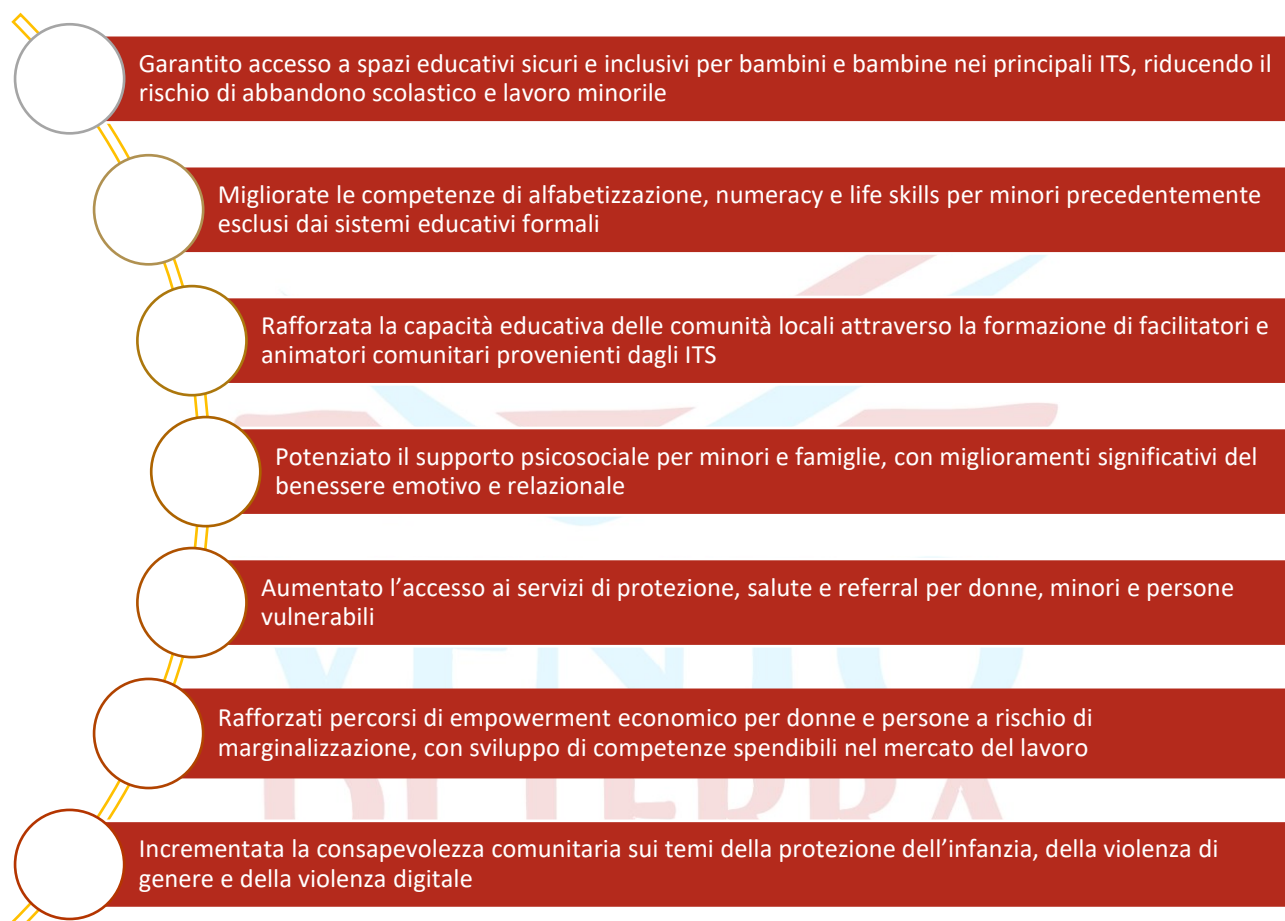 Garantito accesso a spazi educativi sicuri e inclusivi per bambini e bambine nei principali ITS, riducendo il
rischio di abbandono scolastico e lavoro minorile
Migliorate le competenze di alfabetizzazione, numeracy e life skills per minori precedentemente
esclusi dai sistemi educativi formali
Rafforzata la capacità educativa delle comunità locali attraverso la formazione di facilitatori e
animatori comunitari provenienti dagli ITS
Potenziato il supporto psicosociale per minori e famiglie, con miglioramenti significativi del
benessere emotivo e relazionale
Aumentato l’accesso ai servizi di protezione, salute e referral per donne, minori e persone
vulnerabili
VENTO
Rafforzati percorsi di empowerment economico per donne e persone a rischio di
marginalizzazione, con sviluppo di competenze spendibili nel mercato del lavoro
DI TERRA
Incrementata la consapevolezza comunitaria sui temi della protezione dell’infanzia, della violenza di
genere e della violenza digitale